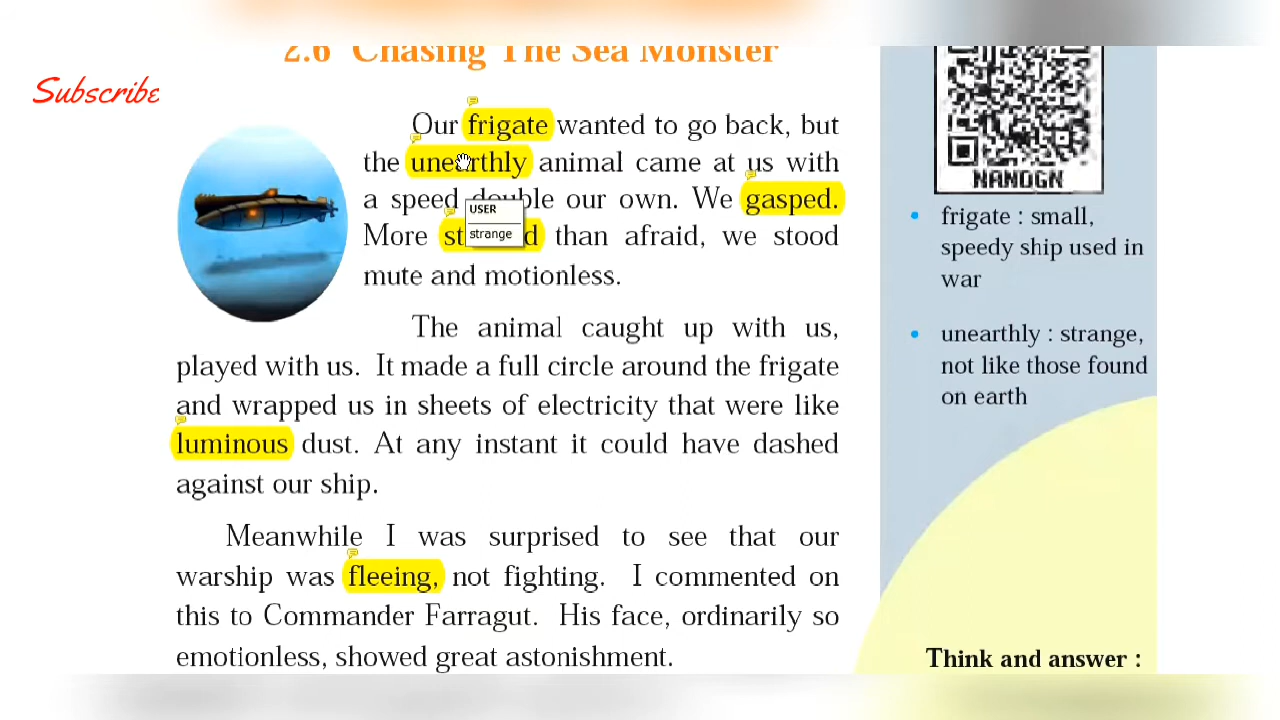 2.6 Chasing The Sea Monster
Subscribe
Our frigate wanted to go back, but
the unearthly animal came at us with
a speed double our own. We gasped.
More than afraid, we stood
mute and motionless.
USER
strange
The animal caught up with us,
played with us. It made a full circle around the frigate
and wrapped us in sheets of electricity that were like
luminous dust. At any instant it could have dashed
against our ship.
Meanwhile I was surprised to see that our
warship was fleeing, not fighting. I commented on
this to Commander Farragut. His face, ordinarily so
emotionless, showed great astonishment.
NANDGN
• frigate : small,
speedy ship used in
war
• unearthly : strange,
not like those found
on earth
Think and answer :